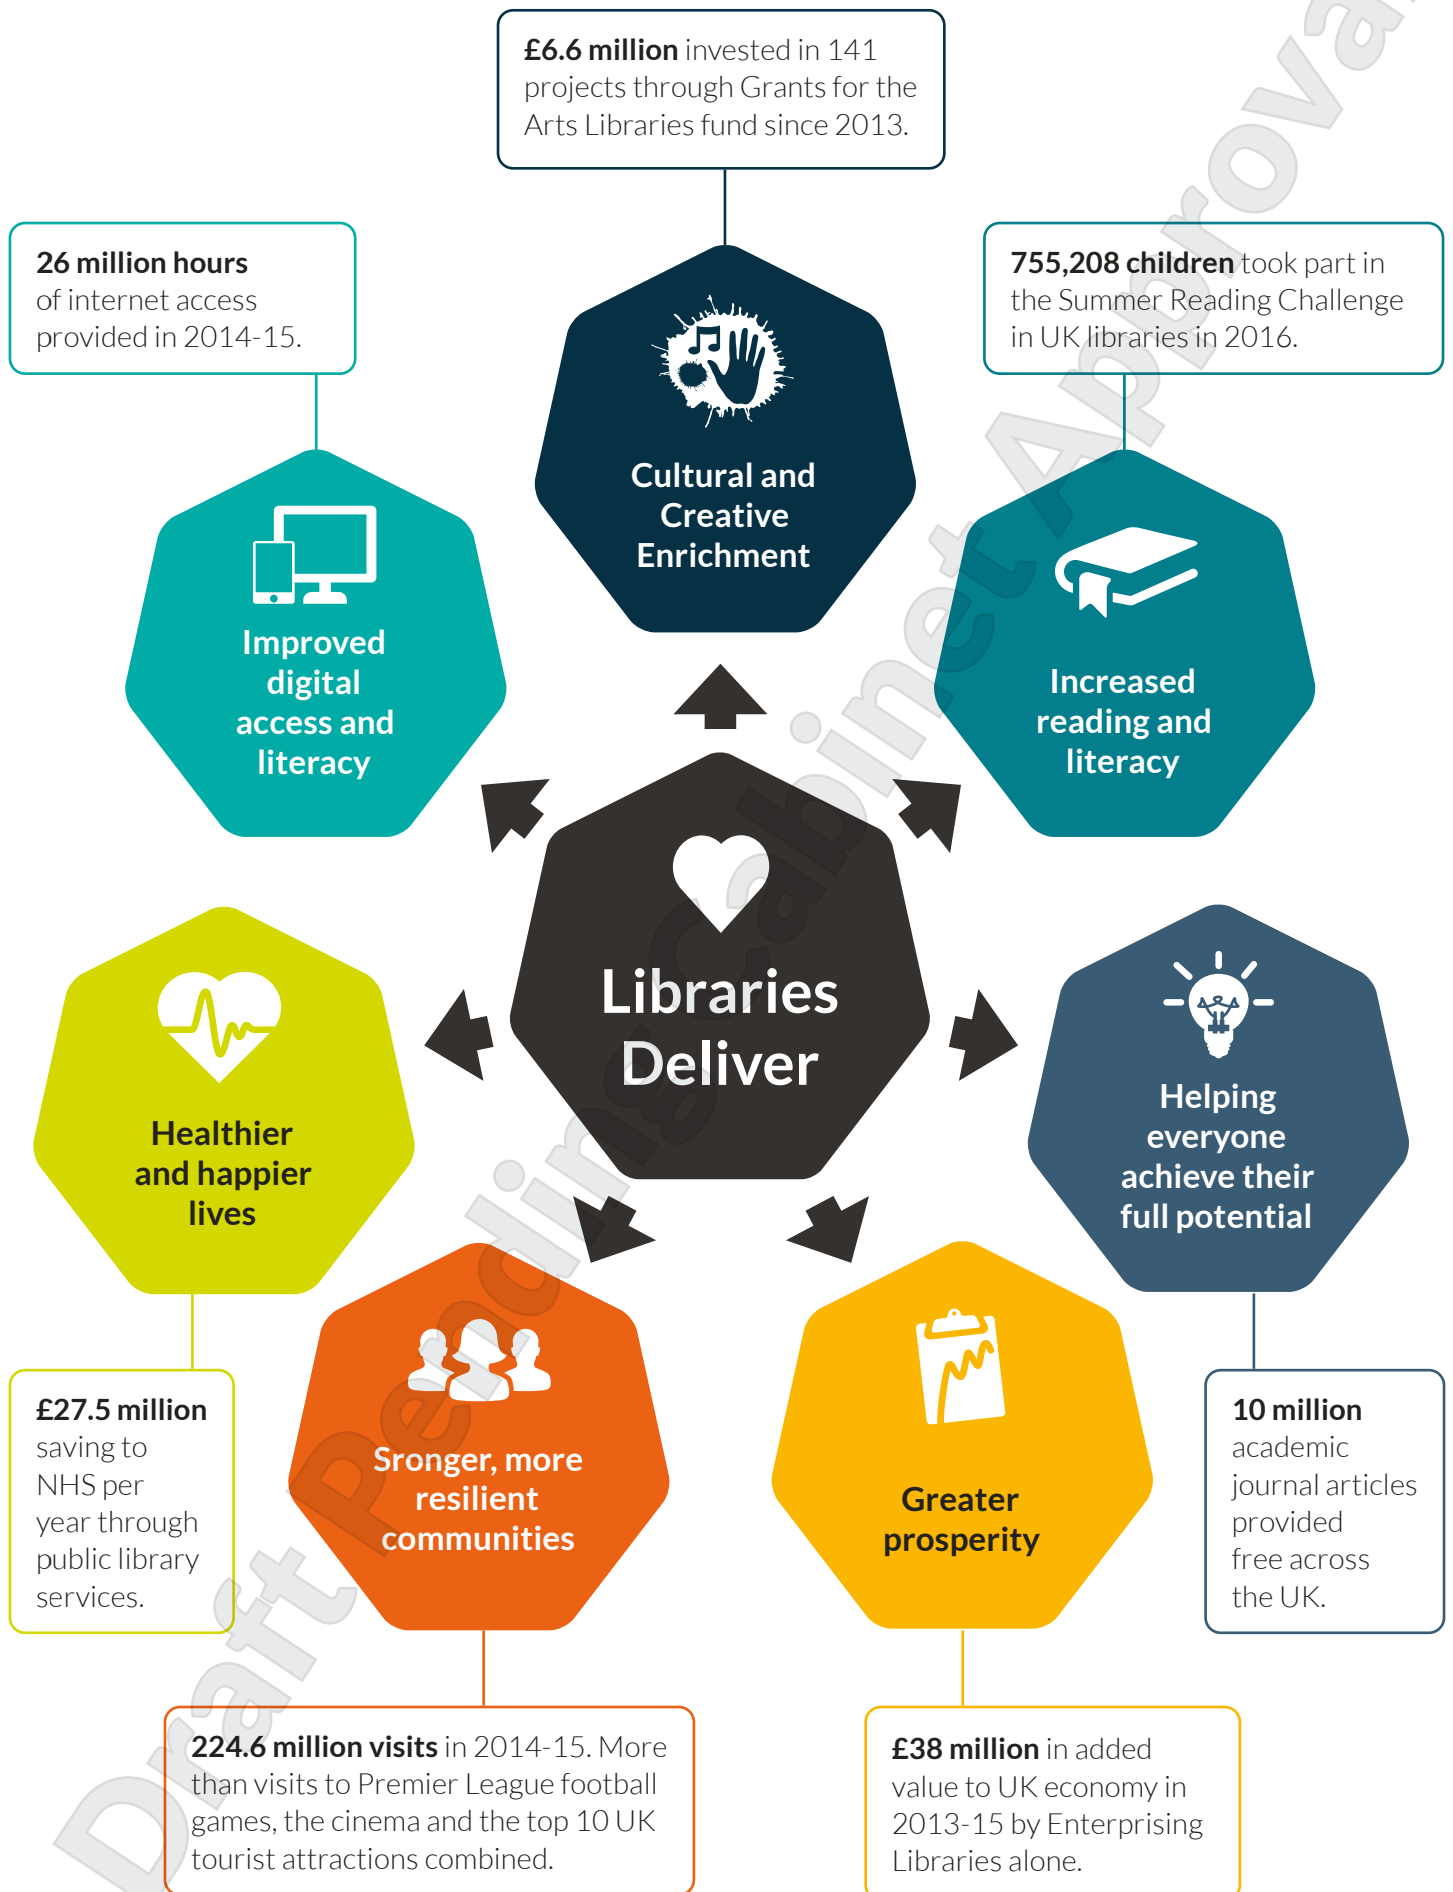 £6.6 million invested in 141
projects through Grants for the
Arts Libraries fund since 2013.
26 million hours
of internet access
provided in 2014-15.
755,208 children took part in
the Summer Reading Challenge
in UK libraries in 2016.
Cultural and
Creative
Enrichment
Improved
digital
access and
literacy
Increased
reading and
literacy
Libraries
Deliver
Healthier
and happier
lives
Helping
everyone
achieve their
full potential
Sronger, more
resilient
communities
Greater
prosperity
£27.5 million
saving to
NHS per
year through
public library
services.
10 million
academic
journal articles
provided
free across
the UK.
224.6 million visits in 2014-15. More
than visits to Premier League football
games, the cinema and the top 10 UK
tourist attractions combined.
£38 million in added
value to UK economy in
2013-15 by Enterprising
Libraries alone.
Draft Pending Cabinet Approva